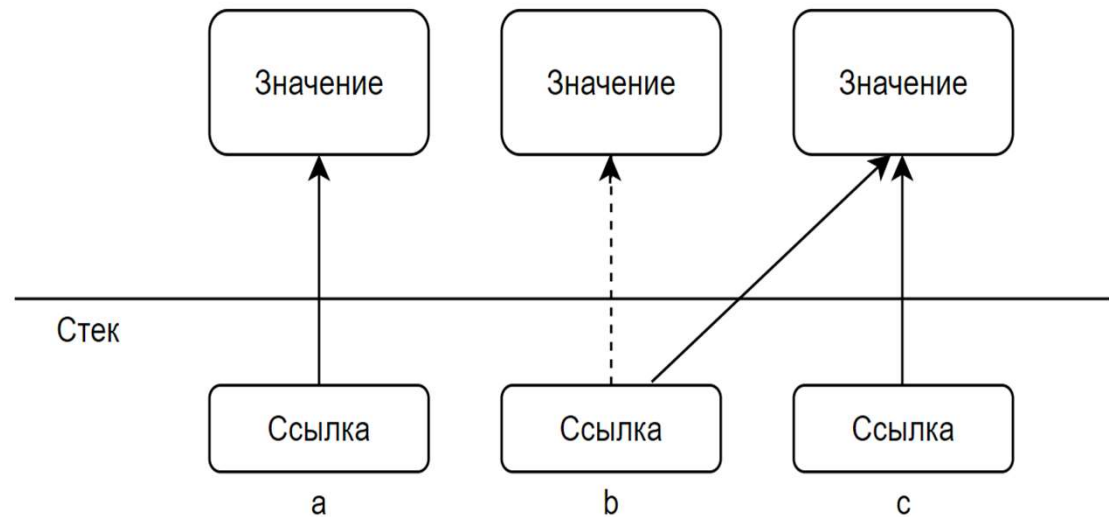 Значение Значение Значение
Стек
Ссылка Ссылка Ссылка
a b c